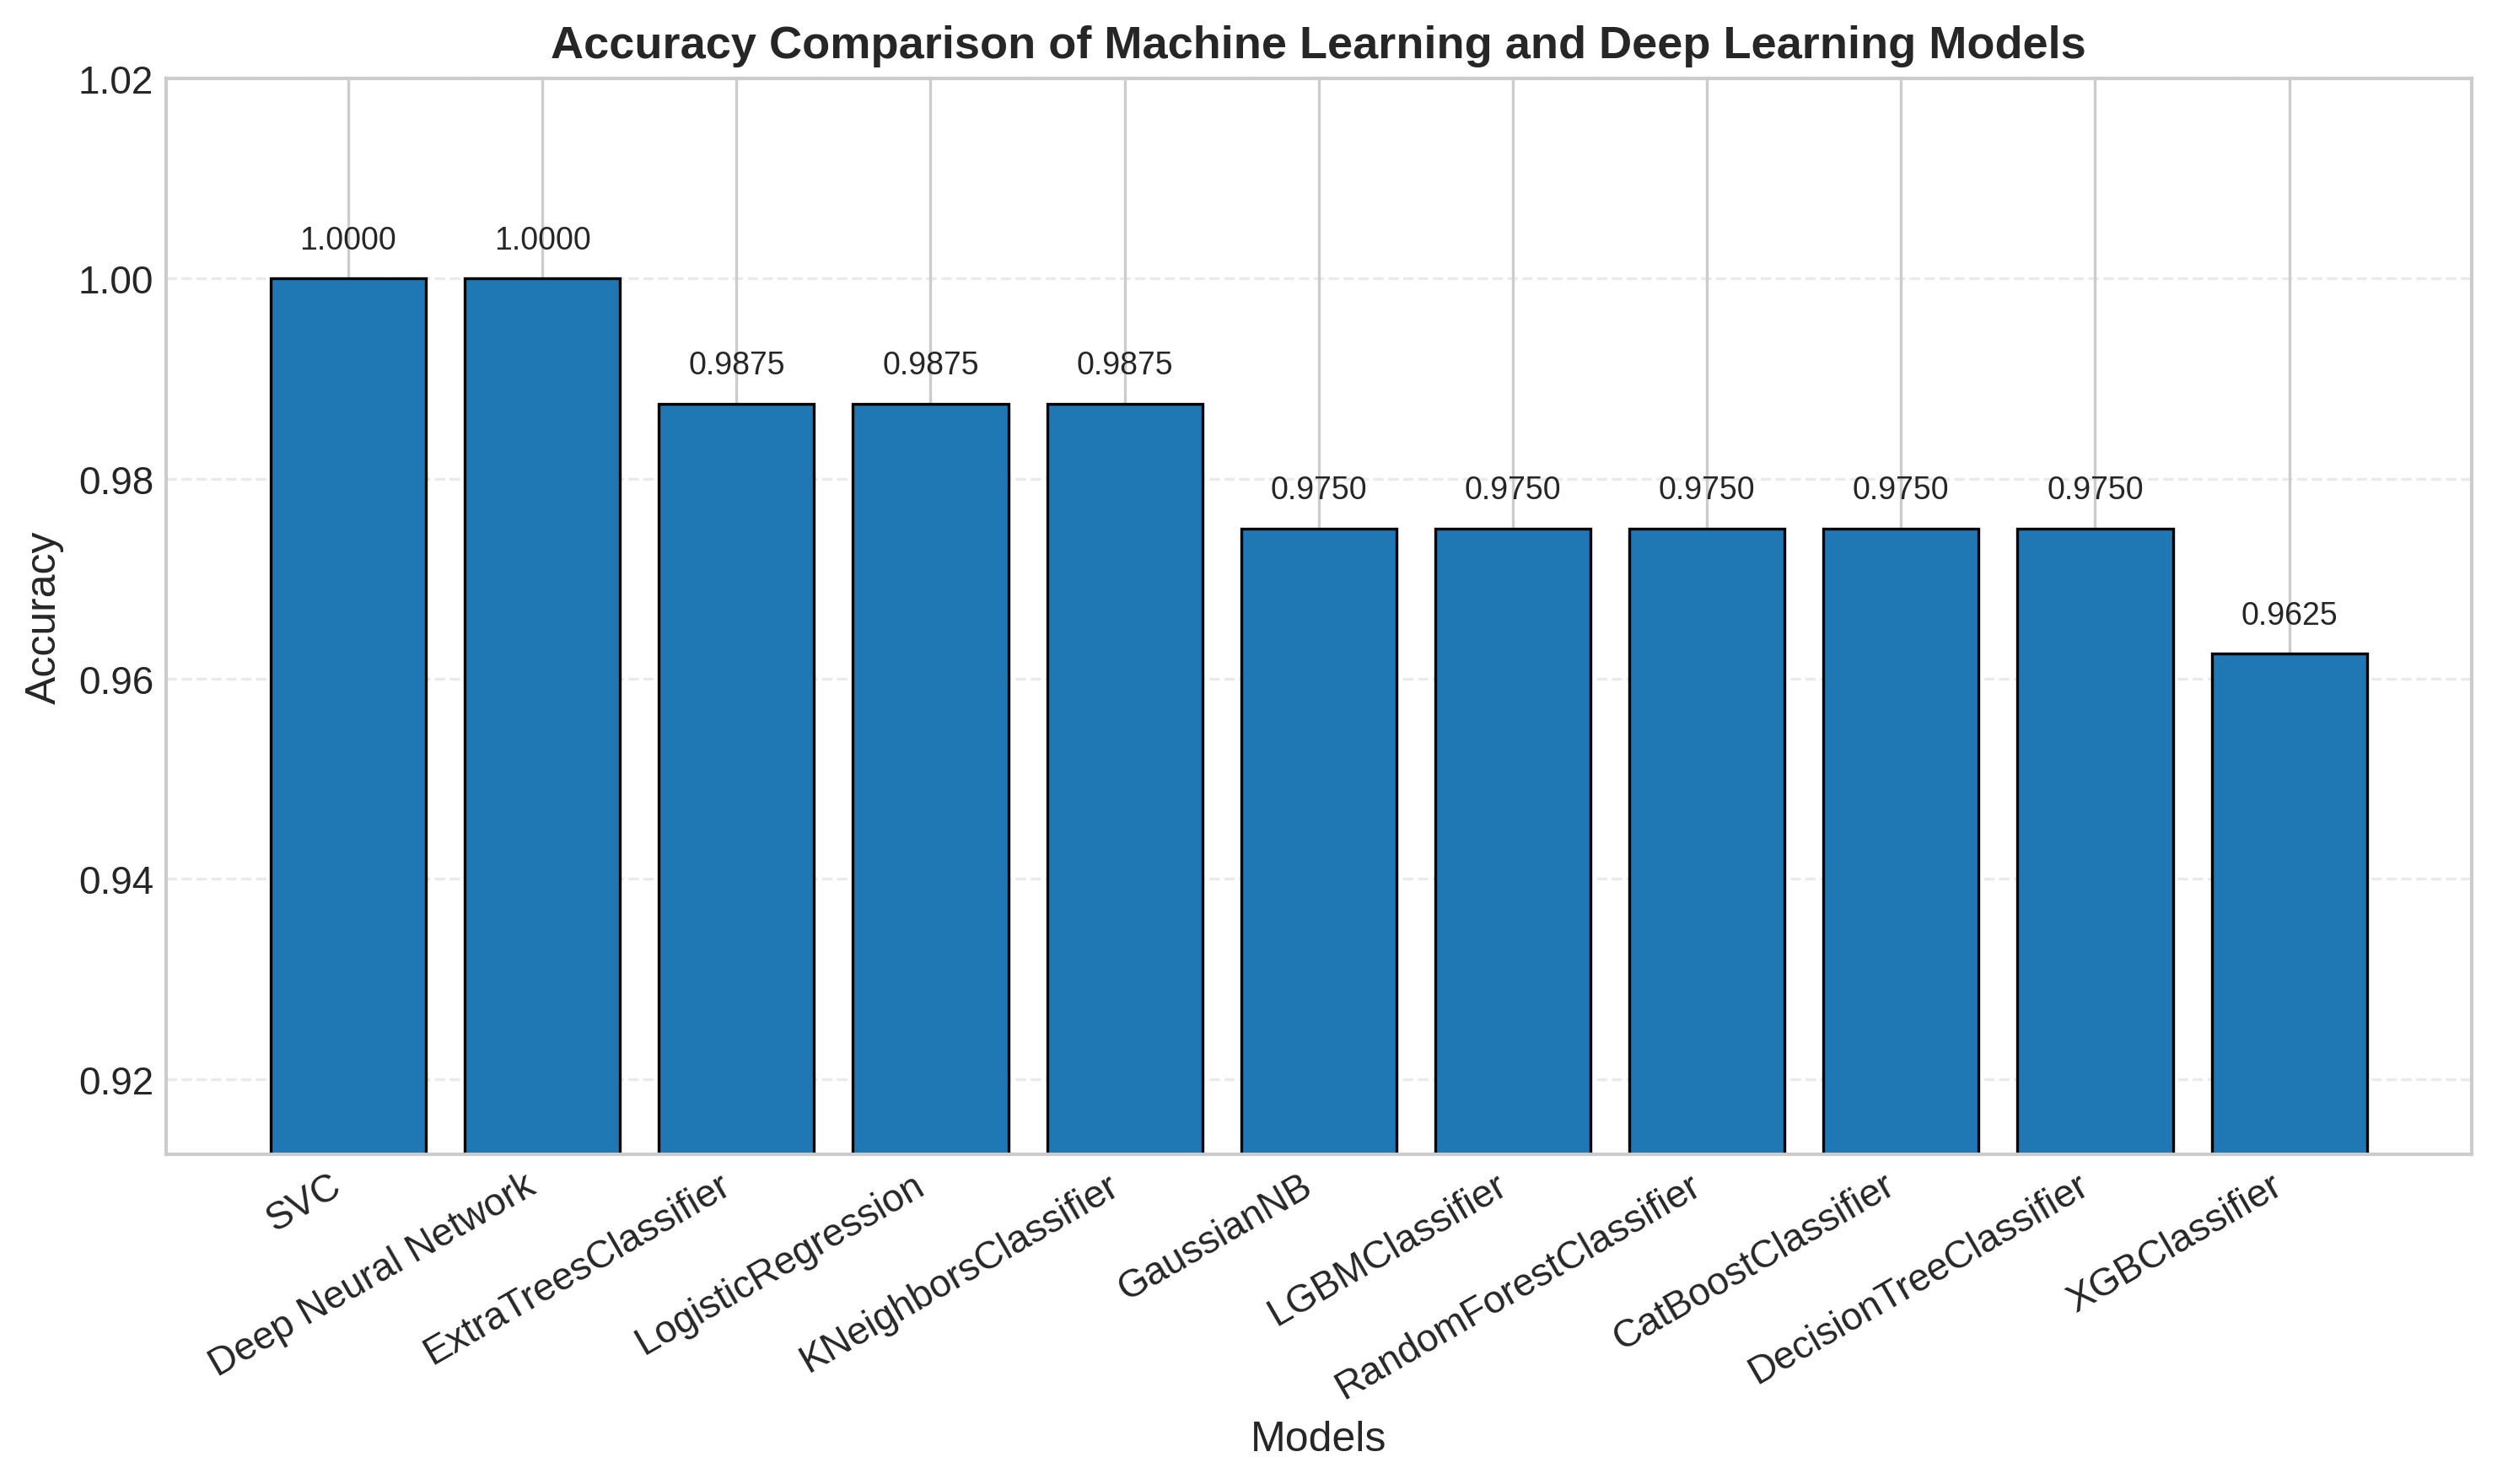 Accuracy Comparison of Machine Learning and Deep Learning Models
1.02
1.00
0.98
0.96
0.94
0.92
Accuracy
1.0000
1.0000
0.9875
0.9875
0.9875
0.9750
0.9750
0.9750
0.9750
0.9750
0.9625
SVC
Deep Neural Network
ExtraTreesClassifier
LogisticRegression
KNeighborsClassifier
GaussianNB
LGBMClassifier
RandomForestClassifier
CatBoostClassifier
DecisionTreeClassifier
XGBClassifier
Models